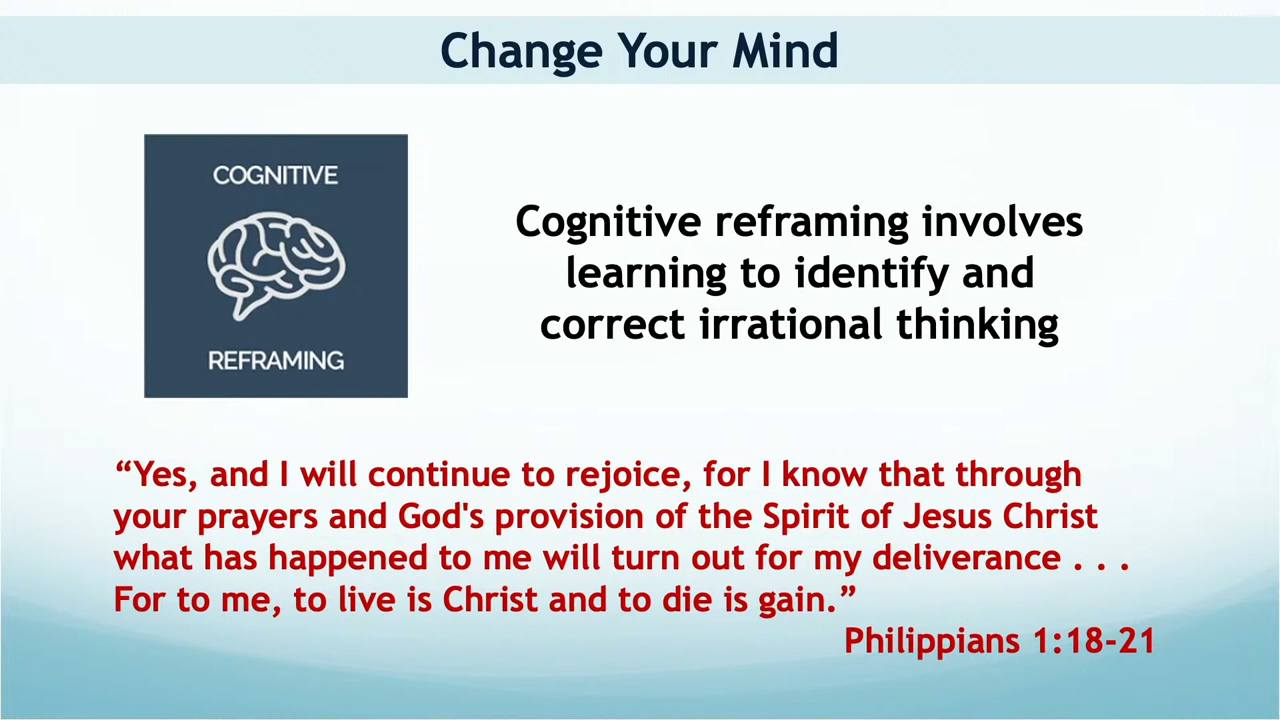 Change Your Mind
COGNITIVE
REFRAMING
Cognitive reframing involves
learning to identify and
correct irrational thinking
“Yes, and I will continue to rejoice, for I know that through
your prayers and God's provision of the Spirit of Jesus Christ
what has happened to me will turn out for my deliverance . . .
For to me, to live is Christ and to die is gain.”
Philippians 1:18-21